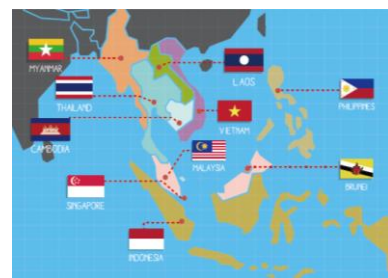 MYANMAR
LAOS
THAILAND
PHILIPPINES
VIETNAM
CAMBODIA
MALAYSIA
BRUNEI
SINGAPORE
INDONESIA